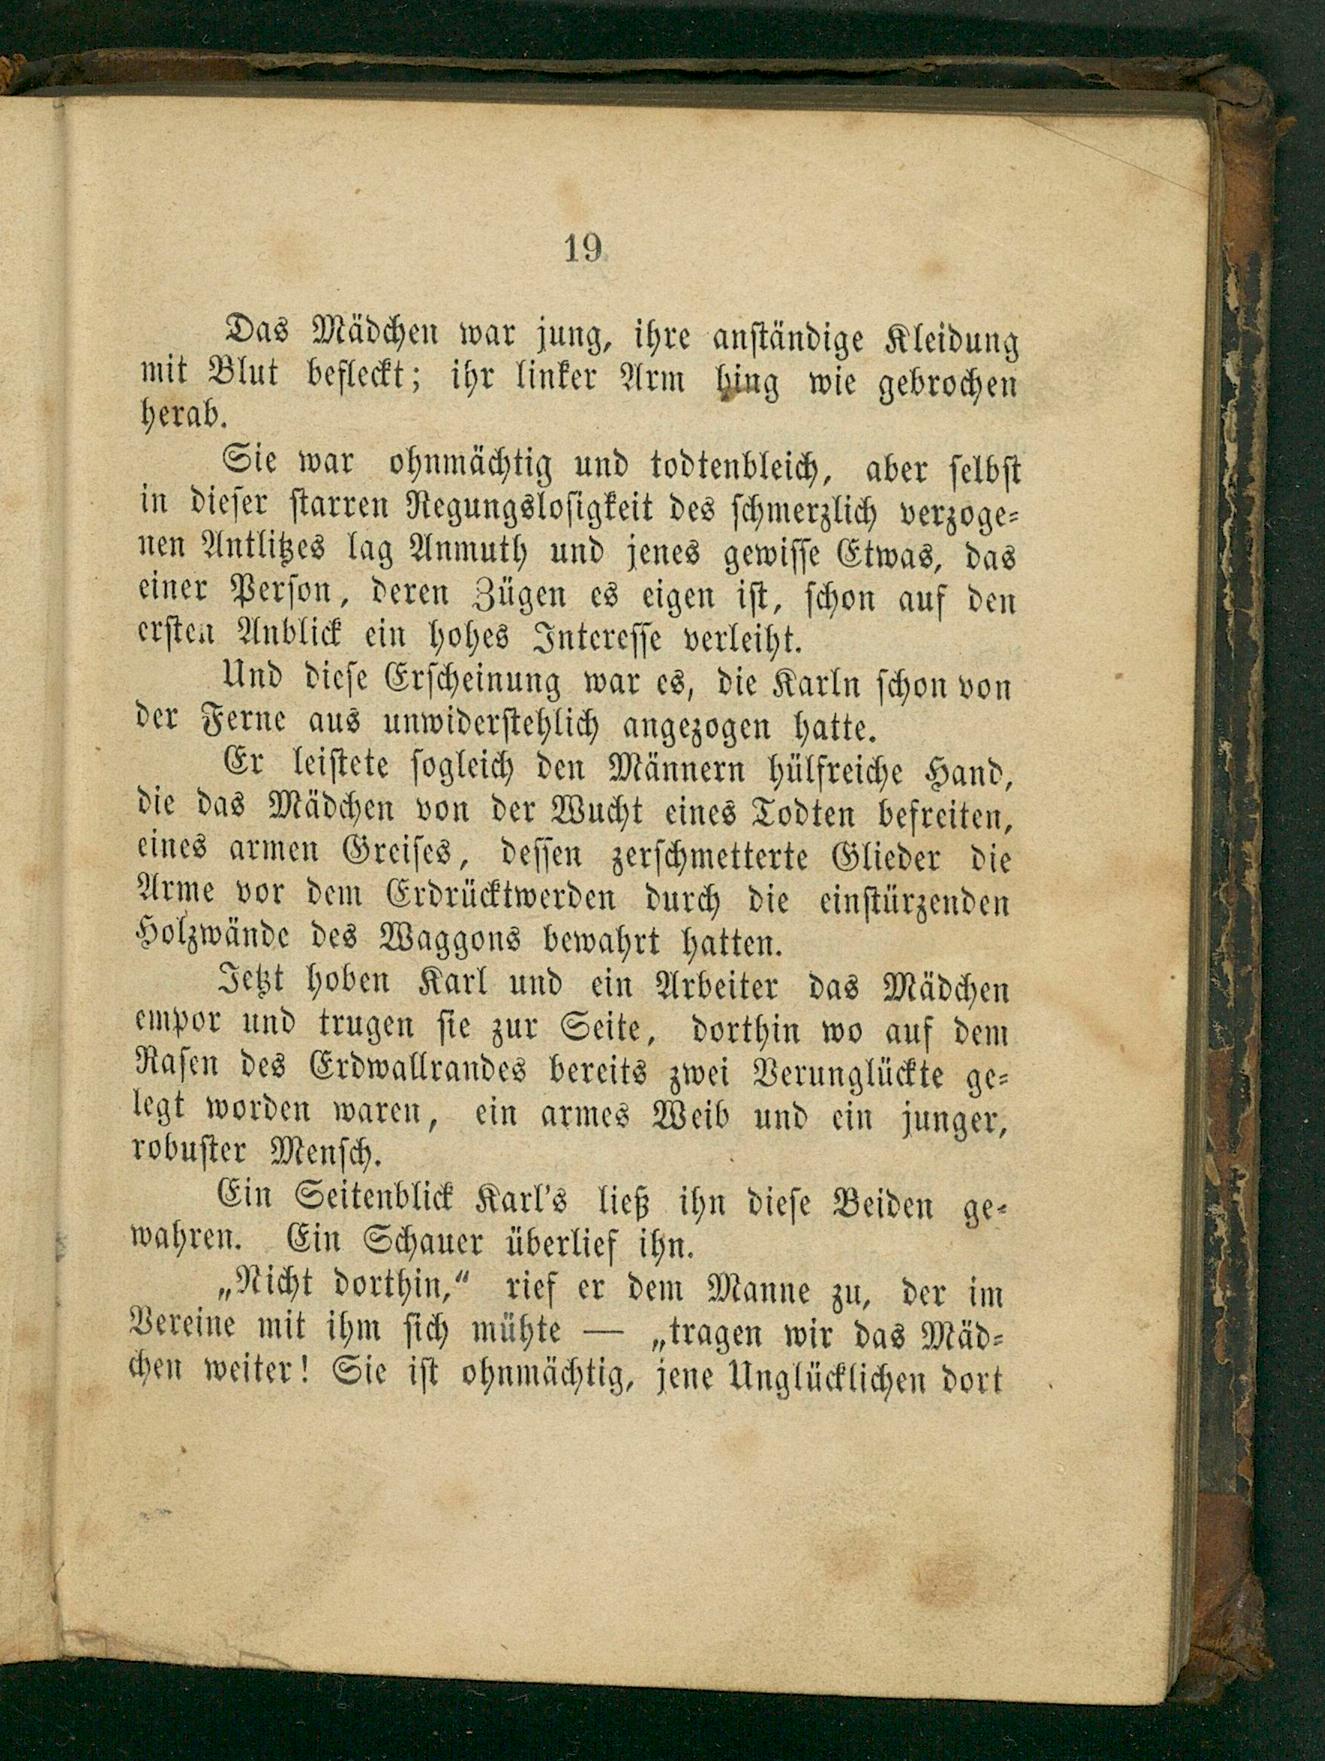 19
Das Mädchen war jung, ihre anständige Kleidung
mit Blut befleckt; ihr linker Arm hing wie gebrochen
herab.
Sie war ohnmächtig und todtenbleich, aber selbst
in dieser starren Regungslosigkeit des schmerzlich verzoge-
nen Antlitzes lag Anmuth und jenes gewisse Etwas, das
einer Person, deren Zügen es eigen ist, schon auf den
ersten Anblick ein hohes Interesse verleiht.
Und diese Erscheinung war es, die Karln schon von
der Ferne aus unwiderstehlich angezogen hatte.
Er leistete sogleich den Männern hülfreiche Hand,
die das Mädchen von der Wucht eines Todten befreiten,
eines armen Greises, dessen zerschmetterte Glieder die
Arme vor dem Erdrücktwerden durch die einstürzenden
Holzwände des Waggons bewahrt hatten.
Jetzt hoben Karl und ein Arbeiter das Mädchen
empor und trugen sie zur Seite, dorthin wo auf dem
Rasen des Erdwallrandes bereits zwei Verunglückte ge-
legt worden waren, ein armes Weib und ein junger,
robuster Mensch.
Ein Seitenblick Karl's ließ ihn diese Beiden ge-
wahren. Ein Schauer überlief ihn.
„Nicht dorthin,“ rief er dem Manne zu, der im
Vereine mit ihm sich mühte — „tragen wir das Mäd-
chen weiter! Sie ist ohnmächtig, jene Unglücklichen dort